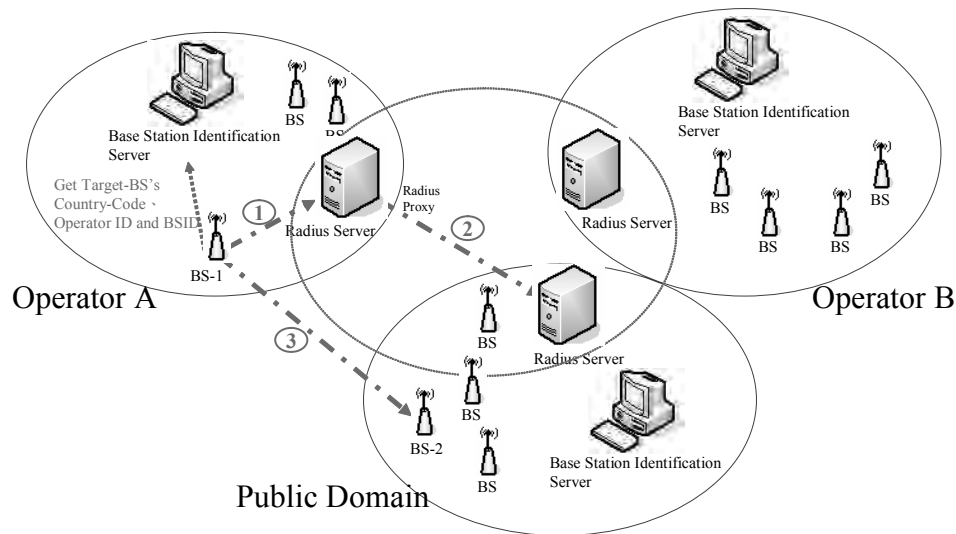 BS
BS
Base Station Identification
Server
Get Target-BS's
Country-Code、
Operator ID and BSID
1
Radius
Proxy
Radius Server
2
BS-1
Operator A
Base Station Identification
Server
BS
BS
BS
BS
Radius Server
Operator B
3
BS
Radius Server
BS
BS-2
BS
Base Station Identification
Server
Public Domain